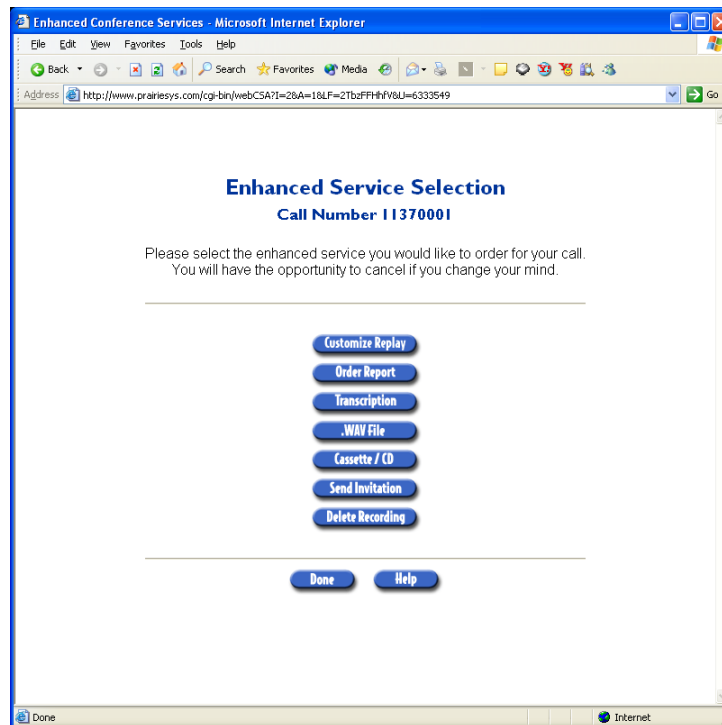 Enhanced Conference Services - Microsoft Internet Explorer
File Edit View Favorites Tools Help
Back Search Favorites Media
Address http://www.prairiesys.com/cgi-bin/webCSA?I=2&A=1&LF=2TbzFFHhfV&U=6333549 Go
Enhanced Service Selection
Call Number 11370001
Please select the enhanced service you would like to order for your call.
You will have the opportunity to cancel if you change your mind.
Customize Replay
Order Report
Transcription
.WAV File
Cassette / CD
Send Invitation
Delete Recording
Done Help
Done Internet